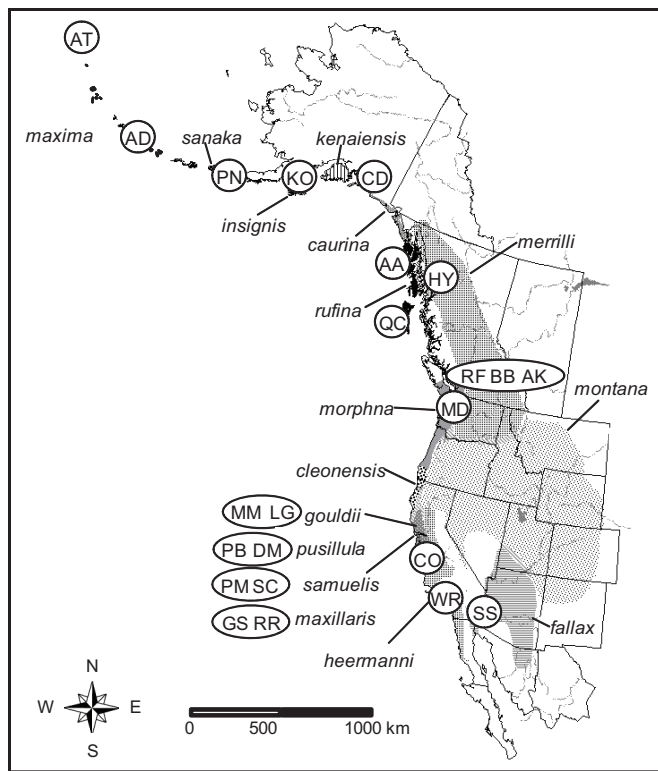 AT
maxima
AD
sanaka
kenaiensis
PN
KO
CD
insignis
caurina
merrilli
AA
HY
rufina
QC
RF BB AK
montana
morphna
MD
cleonensis
MM LG gouldii
PB DM pusillula
CO
PM SC samuelis
WR
SS
GS RR maxillaris
fallax
heermanni
N
W E
S
0 500 1000 km